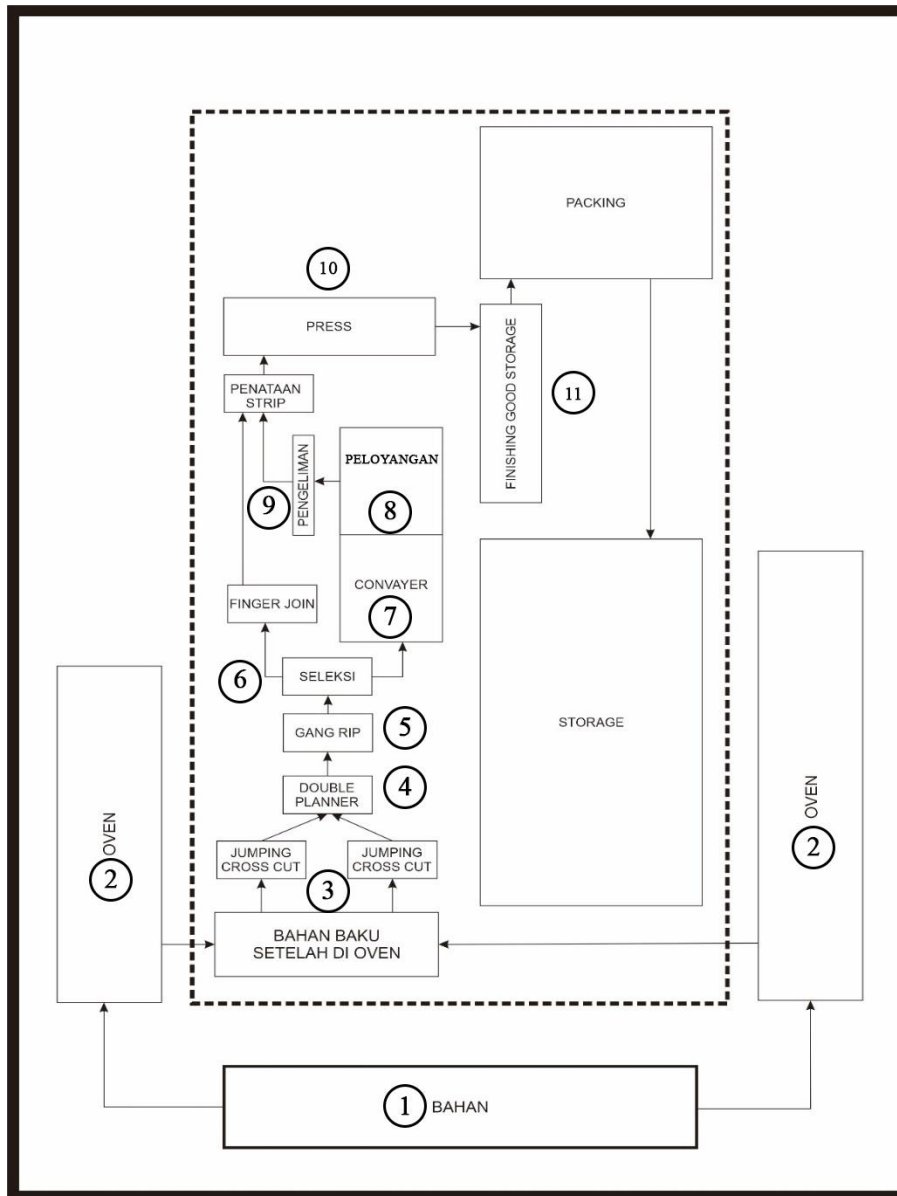 PACKING
10
PRESS
FINISHING GOOD STORAGE
11
PENATAAN
STRIP
PENGELIMAN
9
PELOYANGAN
8
CONVAYER
7
FINGER JOIN
6
SELEKSI
5
GANG RIP
4
DOUBLE
PLANNER
STORAGE
OVEN
2
OVEN
2
JUMPING
CROSS CUT
JUMPING
CROSS CUT
3
BAHAN BAKU
SETELAH DI OVEN
1 BAHAN